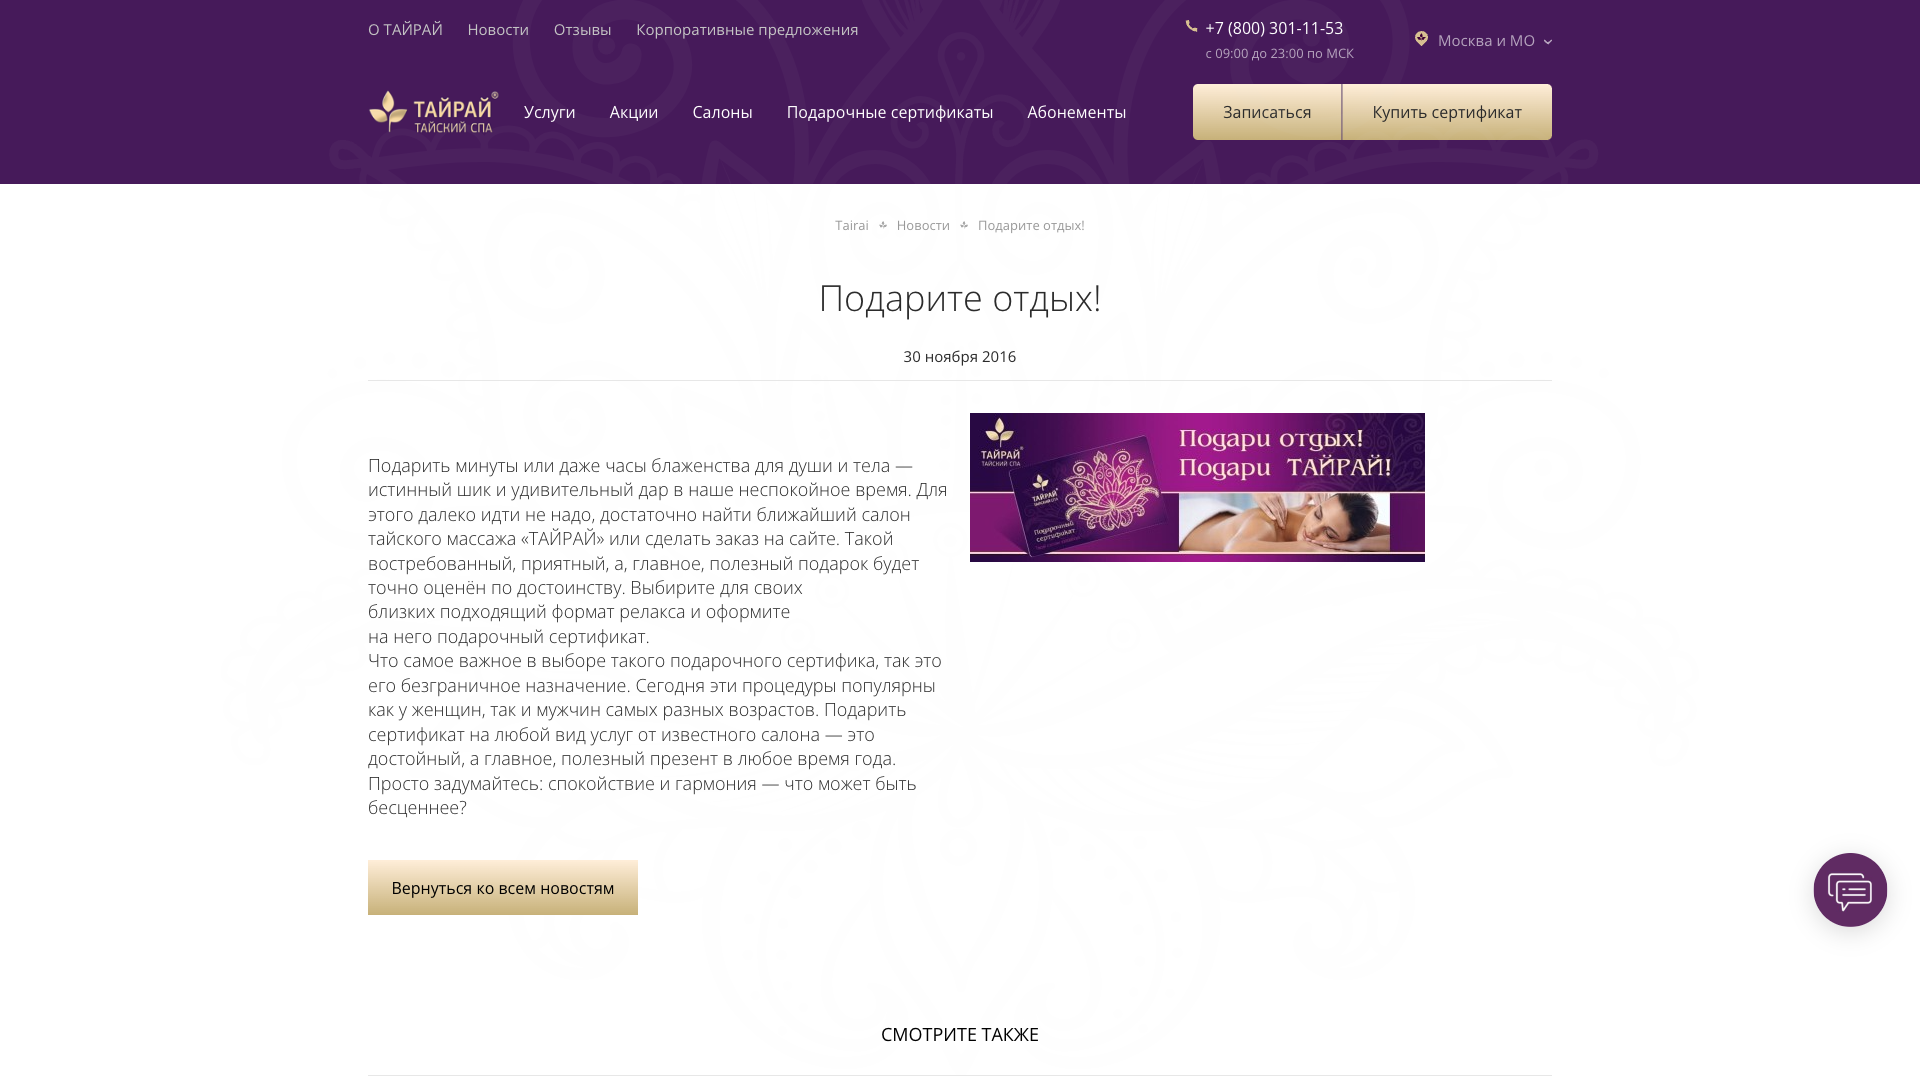 О ТАЙРАЙ Новости Отзывы Корпоративные предложения
+7 (800) 301-11-53
с 09:00 до 23:00 по МСК
Москва и МО
ТАЙРАЙ®
ТАЙСКИЙ СПА
Услуги Акции Салоны Подарочные сертификаты Абонементы
Записаться Купить сертификат
Tairai Новости Подарите отдых!
Подарите отдых!
30 ноября 2016
Подарить минуты или даже часы блаженства для души и тела —
истинный шик и удивительный дар в наше неспокойное время. Для
этого далеко идти не надо, достаточно найти ближайший салон
тайского массажа «ТАЙРАЙ» или сделать заказ на сайте. Такой
востребованный, приятный, а, главное, полезный подарок будет
точно оценён по достоинству. Выбирите для своих
близких подходящий формат релакса и оформите
на него подарочный сертификат.
Что самое важное в выборе такого подарочного сертифика, так это
его безграничное назначение. Сегодня эти процедуры популярны
как у женщин, так и мужчин самых разных возрастов. Подарить
сертификат на любой вид услуг от известного салона — это
достойный, а главное, полезный презент в любое время года.
Просто задумайтесь: спокойствие и гармония — что может быть
бесценнее?
ТАЙРАЙ®
ТАЙСКИЙ СПА
Подари отдых!
Подари ТАЙРАЙ!
ТАЙРАЙ
ТАЙСКИЙ СПА
Подарочный
сертификат
Вернуться ко всем новостям
СМОТРИТЕ ТАКЖЕ